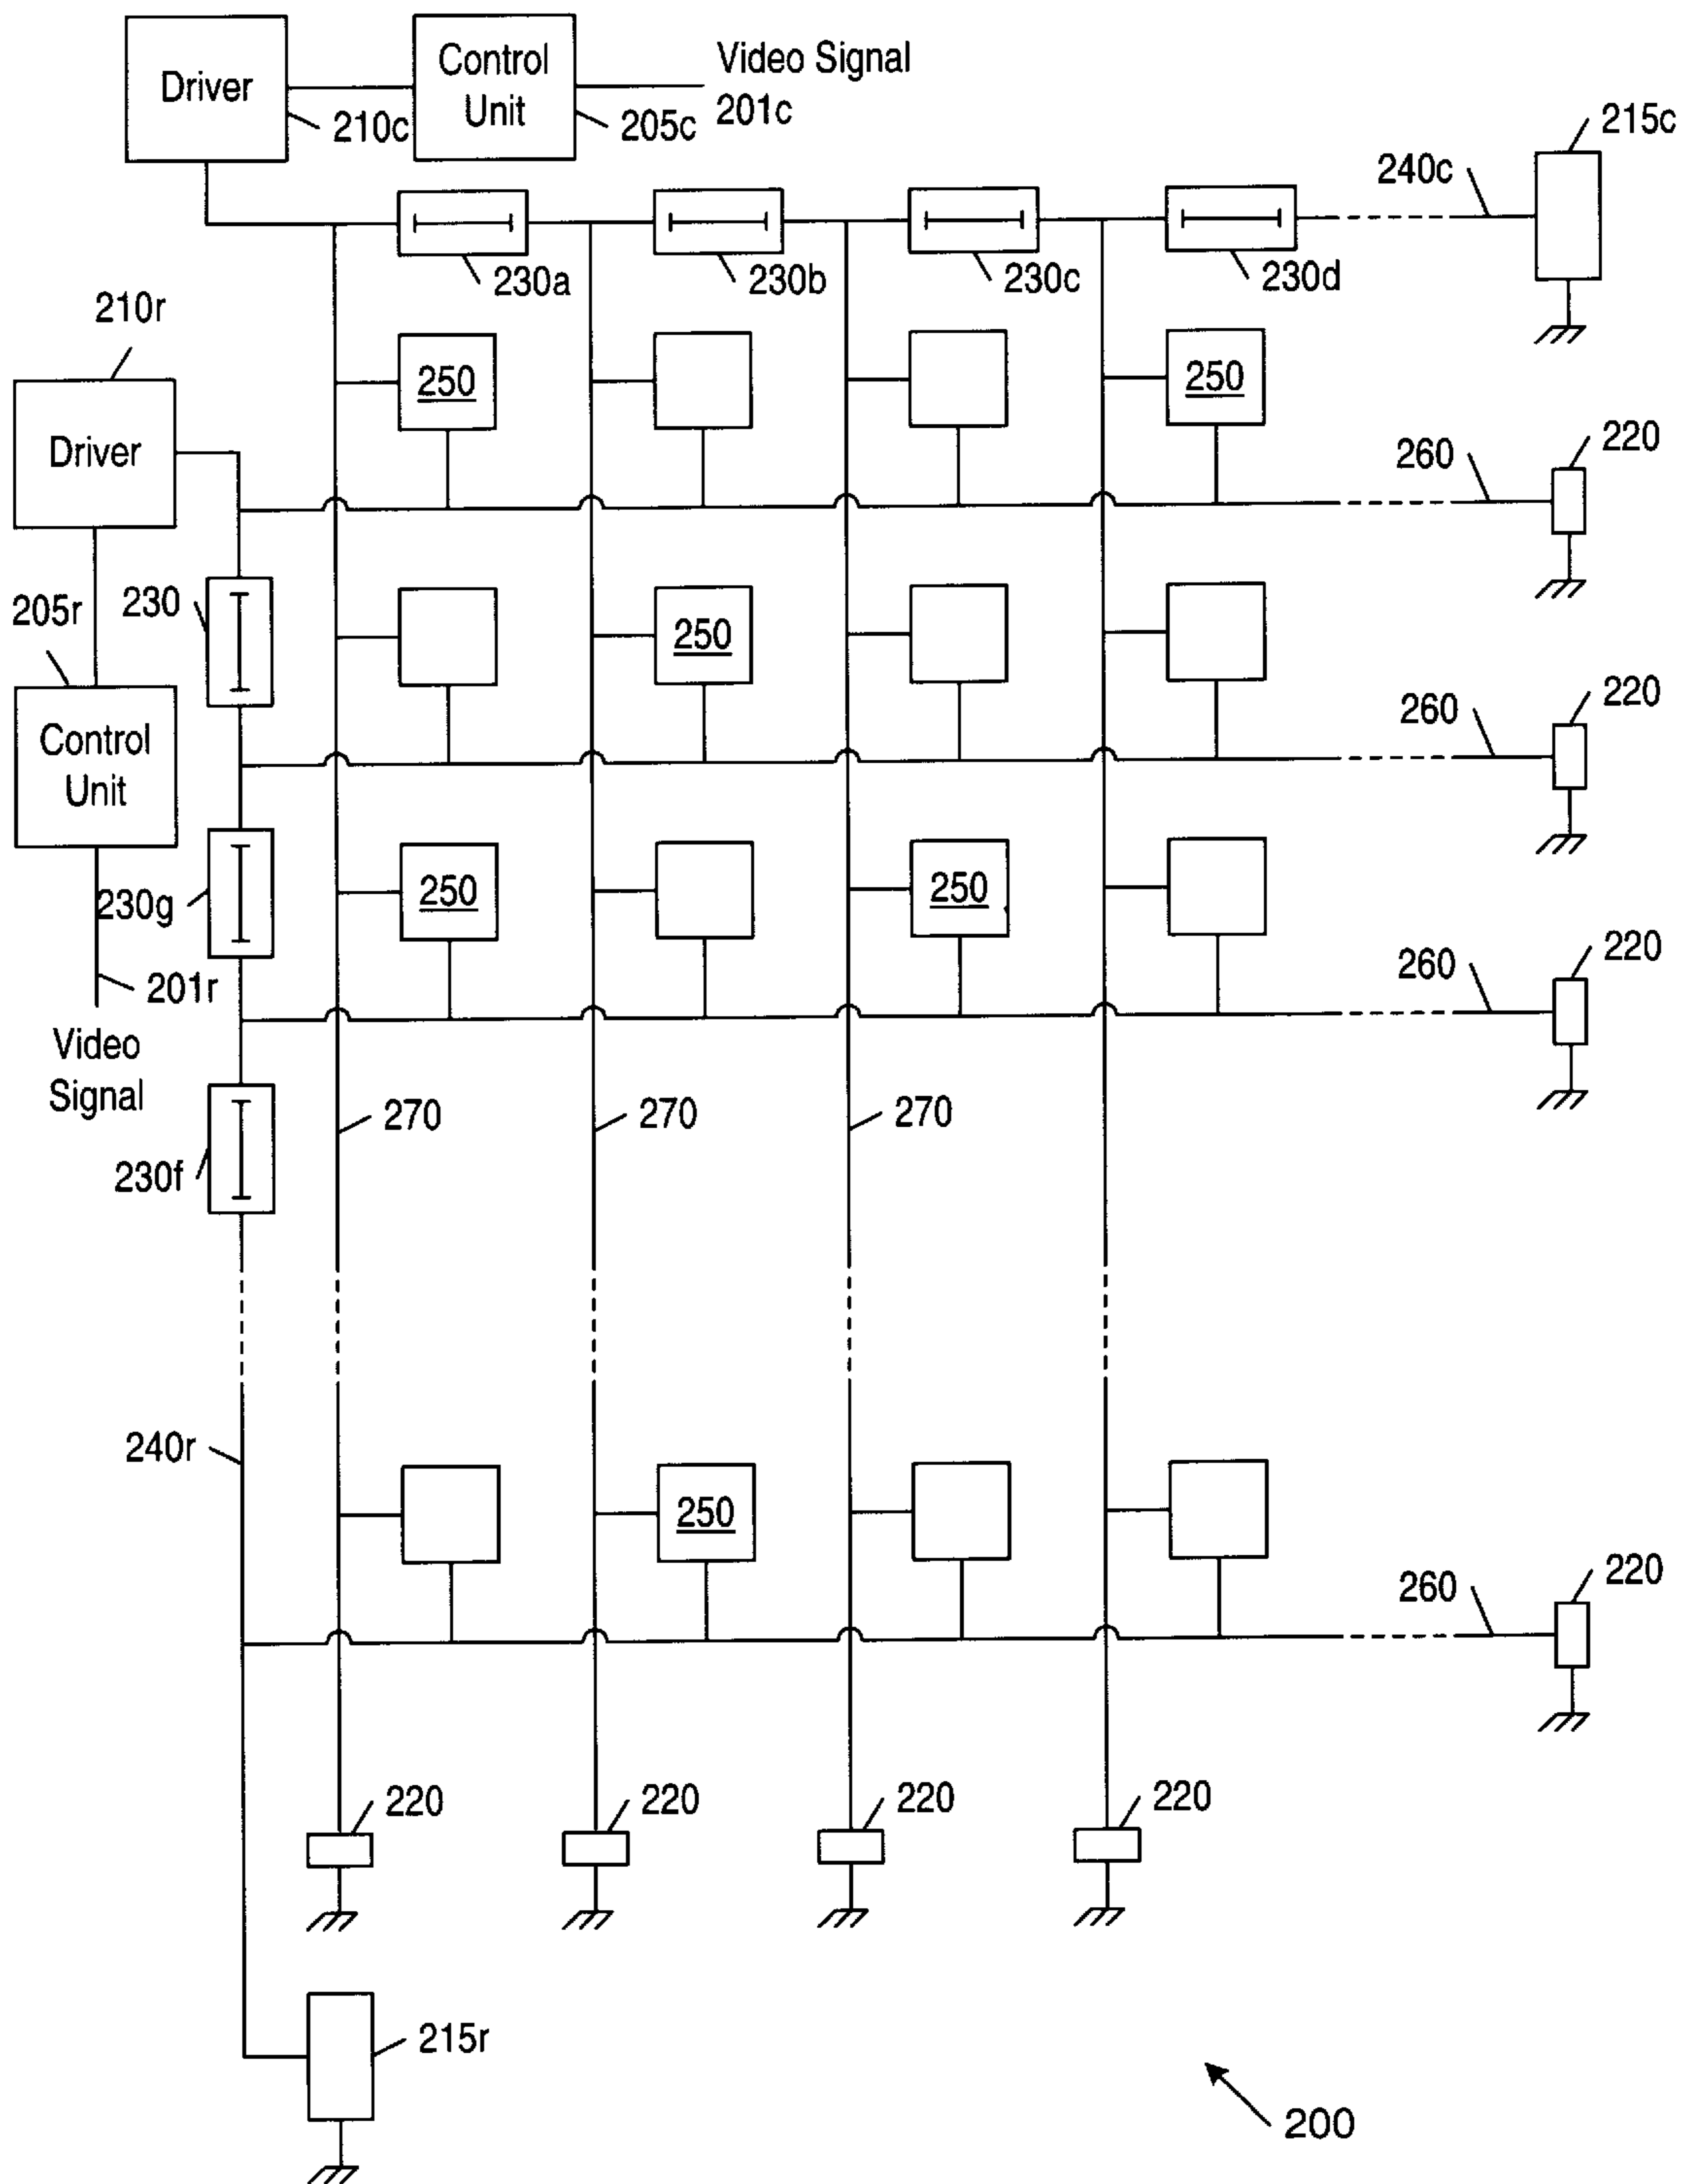 Driver
Control
Unit
Video Signal
201c
210c
205c
215c
240c
230a
230b
230c
230d
210r
250
250
Driver
260
220
205r
230
250
260
220
Control
Unit
230g
250
250
260
220
201r
Video
Signal
270
270
270
230f
240r
250
260
220
220
220
220
220
215r
200